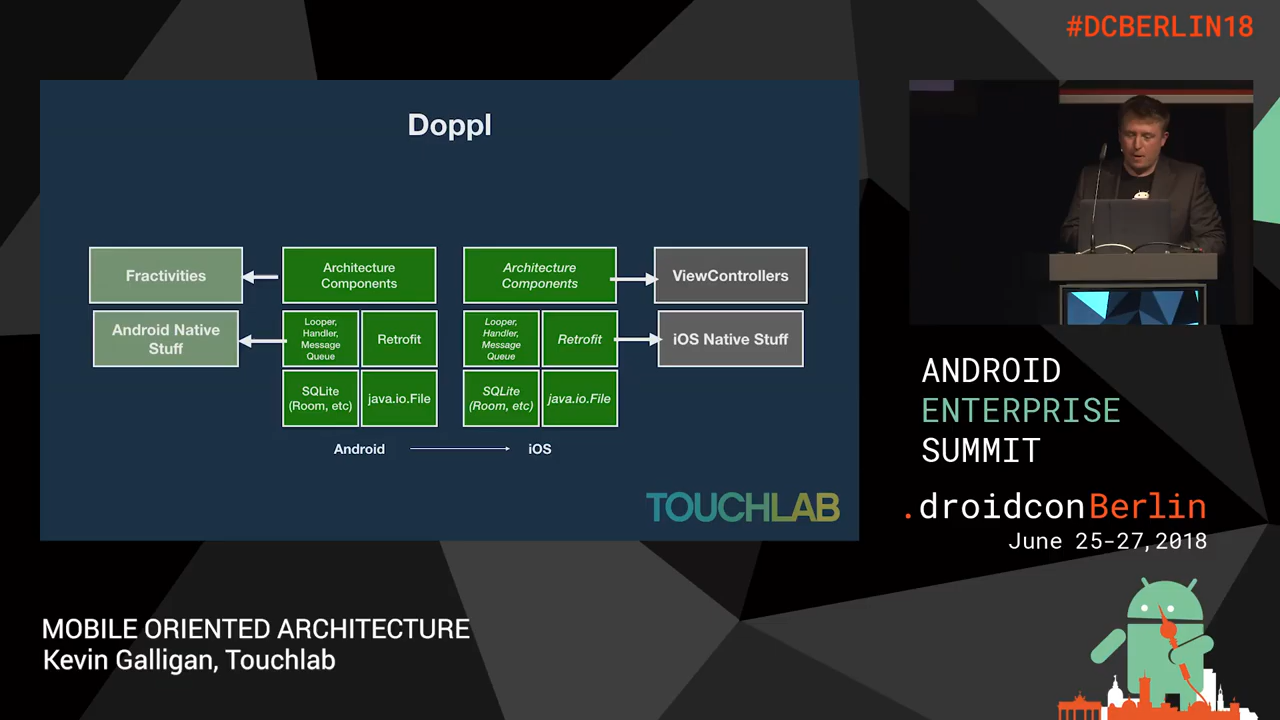 #DCBERLIN18
Doppl
Fractivities
Architecture
Components
Architecture
Components
ViewControllers
Android Native
Stuff
Looper,
Handler,
Message
Queue
Retrofit
Looper,
Handler,
Message
Queue
Retrofit
iOS Native Stuff
SQLite
(Room, etc)
java.io.File
SQLite
(Room, etc)
java.io.File
Android
iOS
TOUCHLAB
ANDROID
ENTERPRISE
SUMMIT
.droidconBerlin
June 25-27,2018
MOBILE ORIENTED ARCHITECTURE
Kevin Galligan, Touchlab